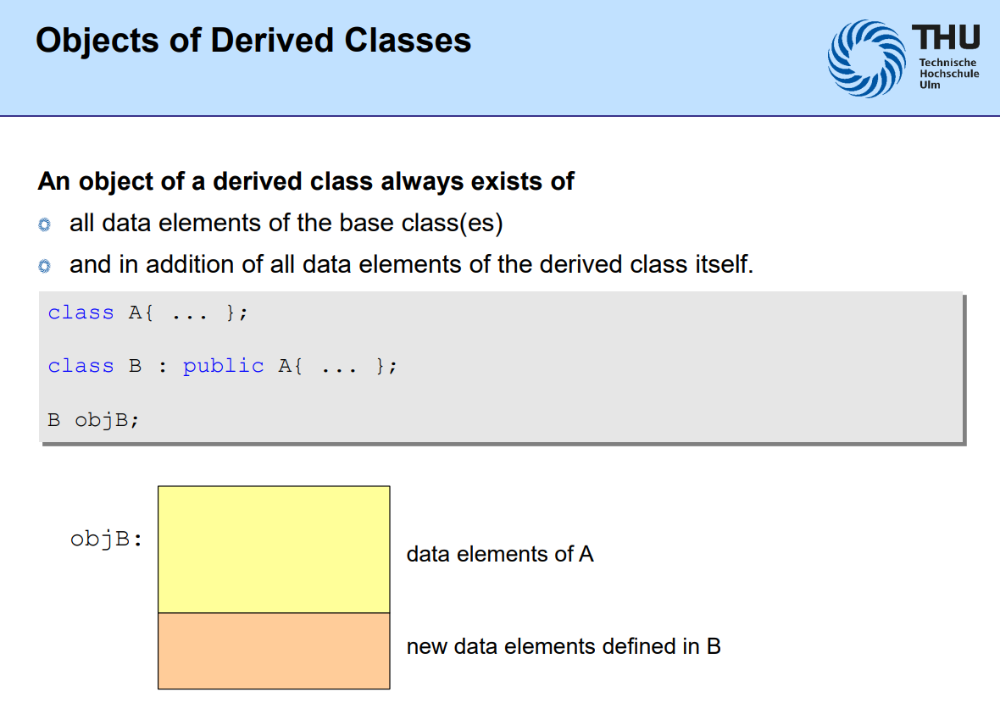 Objects of Derived Classes
THU
Technische
Hochschule
Ulm
An object of a derived class always exists of
all data elements of the base class(es)
and in addition of all data elements of the derived class itself.
class A{ ... };
class B : public A{ ... };
B objB;
objB:
data elements of A
new data elements defined in B